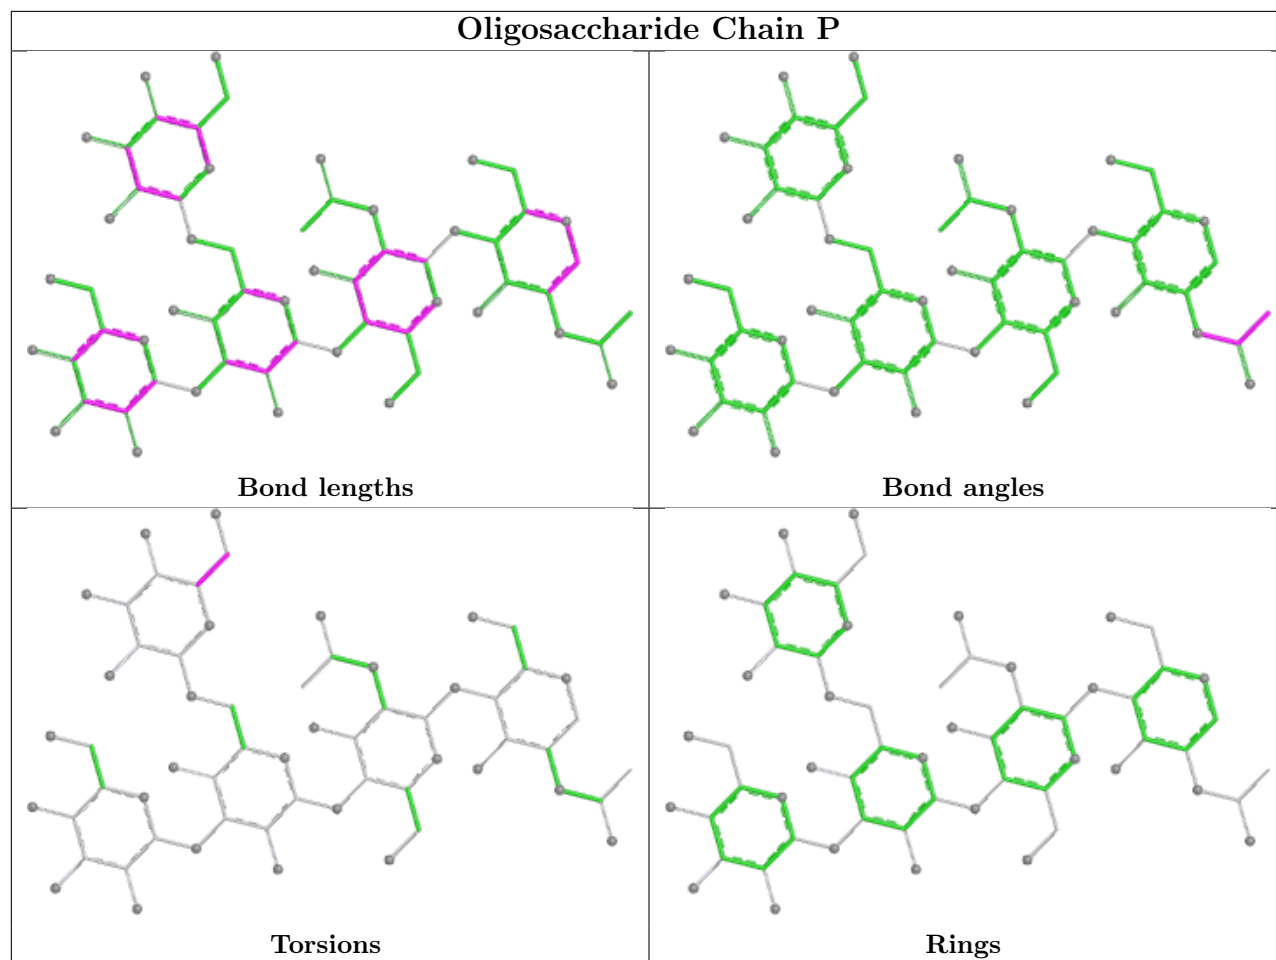 Oligosaccharide Chain P
Bond lengths
Bond angles
Torsions
Rings